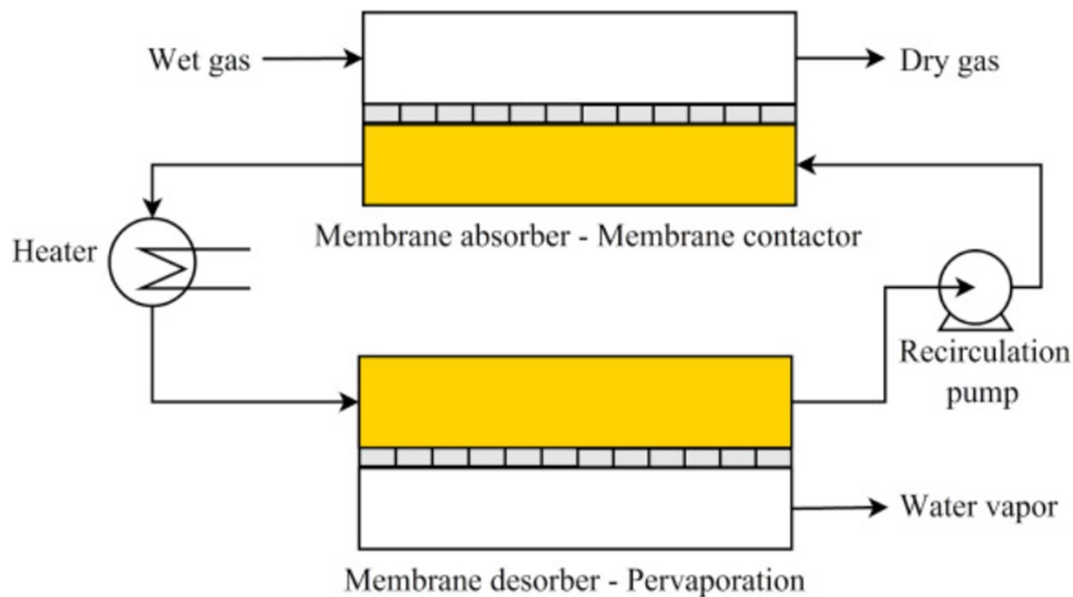 Wet gas
Dry gas
Membrane absorber - Membrane contactor
Heater
Recirculation
pump
Water vapor
Membrane desorber - Pervaporation